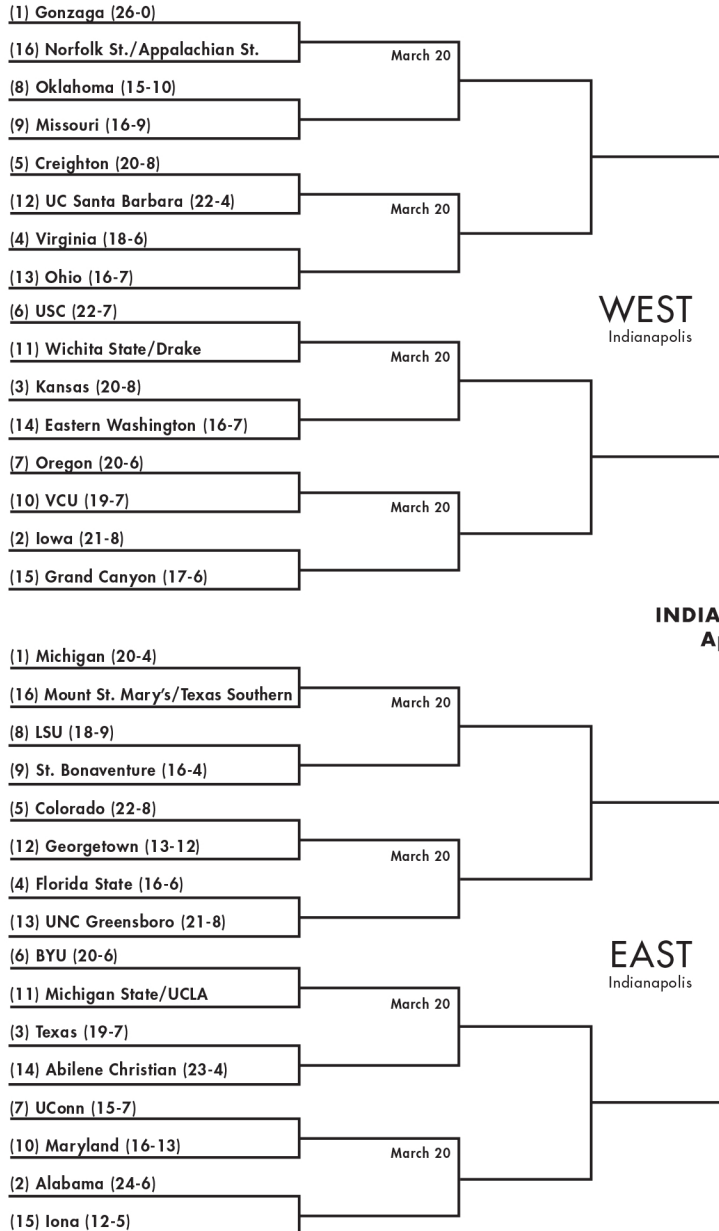 (1) Gonzaga (26-0)
(16) Norfolk St./Appalachian St.
March 20
(8) Oklahoma (15-10)
(9) Missouri (16-9)
(5) Creighton (20-8)
(12) UC Santa Barbara (22-4)
March 20
(4) Virginia (18-6)
(13) Ohio (16-7)
WEST
Indianapolis
(6) USC (22-7)
(11) Wichita State/Drake
March 20
(3) Kansas (20-8)
(14) Eastern Washington (16-7)
(7) Oregon (20-6)
(10) VCU (19-7)
March 20
(2) Iowa (21-8)
(15) Grand Canyon (17-6)
INDIA
(1) Michigan (20-4)
(16) Mount St. Mary's/Texas Southern
March 20
(8) LSU (18-9)
(9) St. Bonaventure (16-4)
(5) Colorado (22-8)
(12) Georgetown (13-12)
March 20
(4) Florida State (16-6)
(13) UNC Greensboro (21-8)
EAST
Indianapolis
(6) BYU (20-6)
(11) Michigan State/UCLA
March 20
(3) Texas (19-7)
(14) Abilene Christian (23-4)
(7) UConn (15-7)
(10) Maryland (16-13)
March 20
(2) Alabama (24-6)
(15) Iona (12-5)